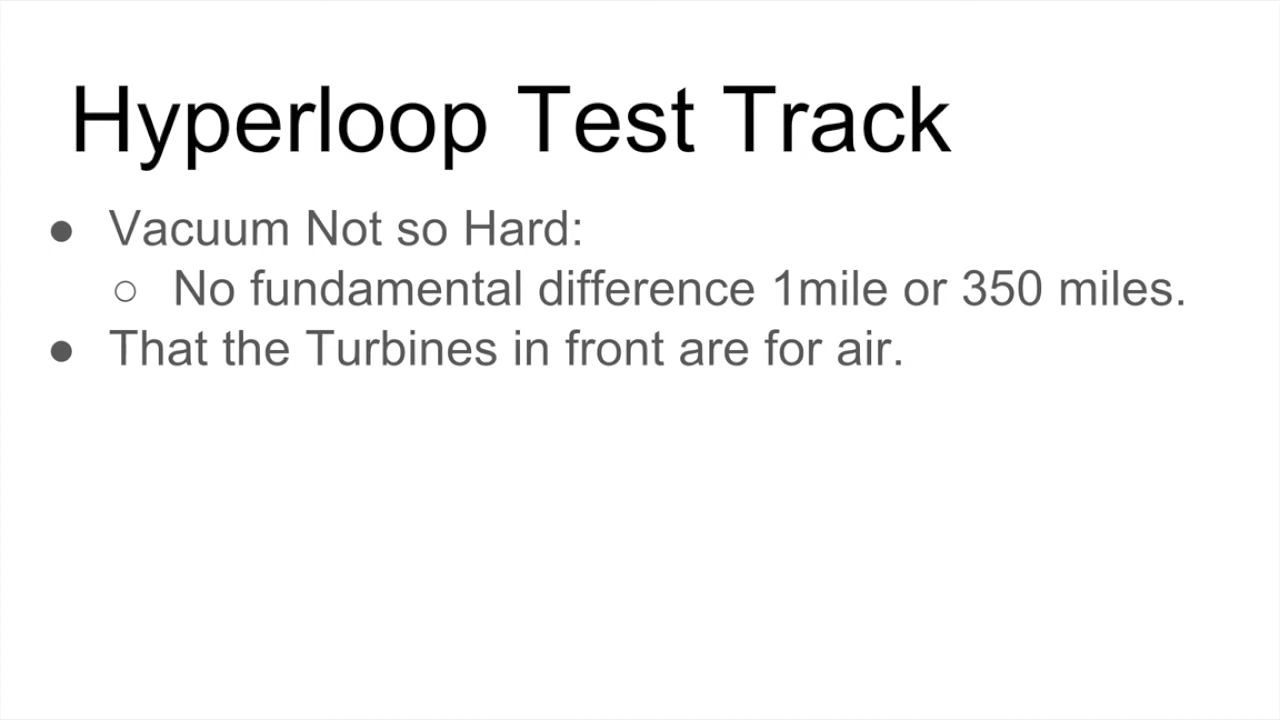 Hyperloop Test Track
● Vacuum Not so Hard:
○ No fundamental difference 1mile or 350 miles.
● That the Turbines in front are for air.